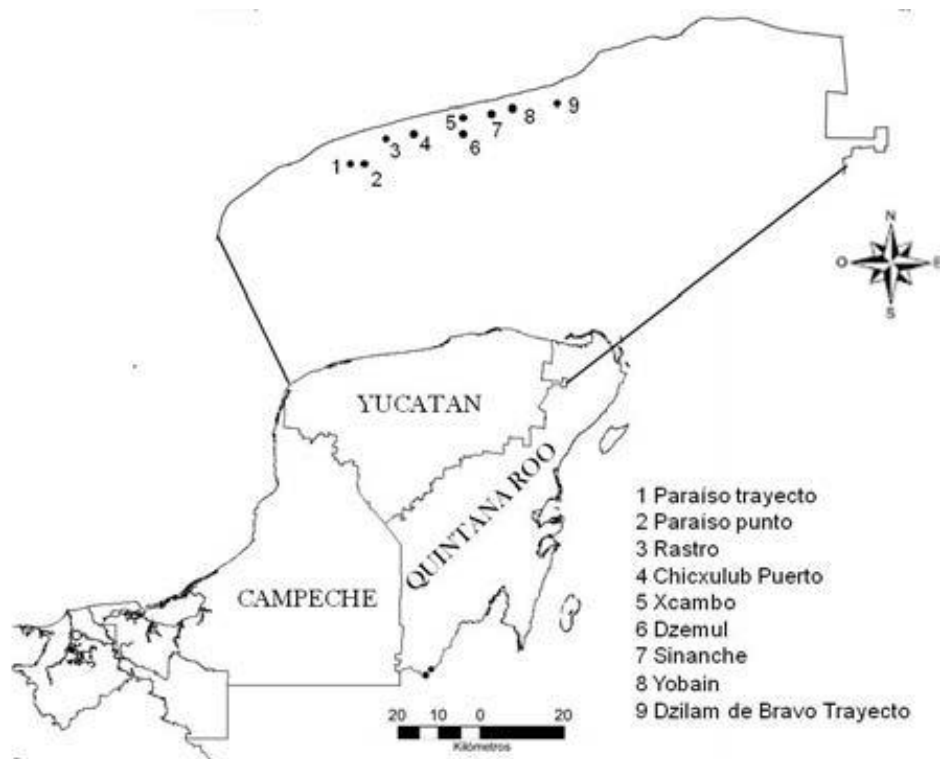 9
8
5
7
3
4
6
1
2
N
O
E
S
YUCATAN
QUINTANA ROO
CAMPECHE
1 Paraíso trayecto
2 Paraíso punto
3 Rastro
4 Chicxulub Puerto
5 Xcambo
6 Dzemul
7 Sinanche
8 Yobain
9 Dzilam de Bravo Trayecto
20 10 0 20
Kilómetros